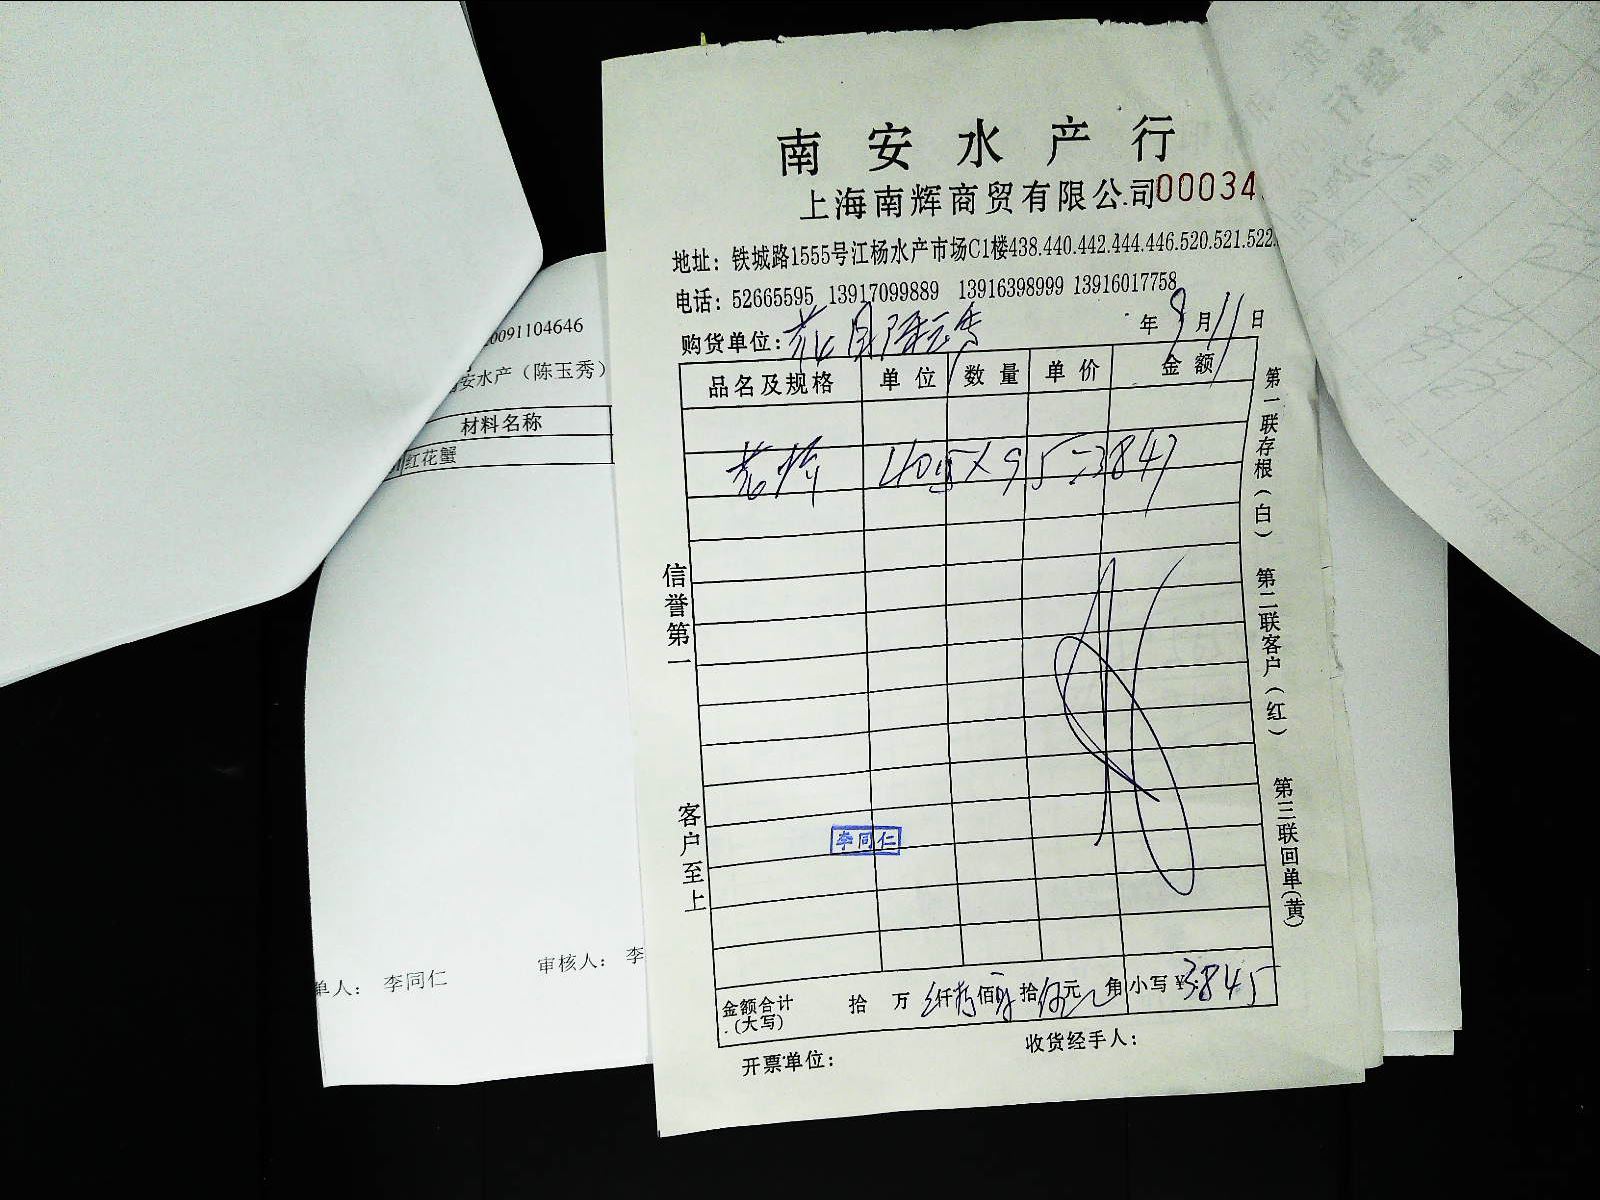 南安水产行
上海南辉商贸有限公司00034
地址：铁城路1555号江杨水产市场C1楼438.440.442.444.446.520.521.522.
电话：52665595 13917099889 13916398999 13916017758
购货单位： 年9月11日
品名及规格 单位 数量 单价 金额
花 405×95=3847
信誉第一
客户至上
第一联存根(白) 第二联客户(红) 第三联回单(黄)
李同仁
金额合计(大写) 拾 万 仟 佰 拾 元 角 小写¥3845
开票单位： 收货经手人：
0091104646
安水产（陈玉秀）
材料名称
红花蟹
单人： 李同仁 审核人： 李